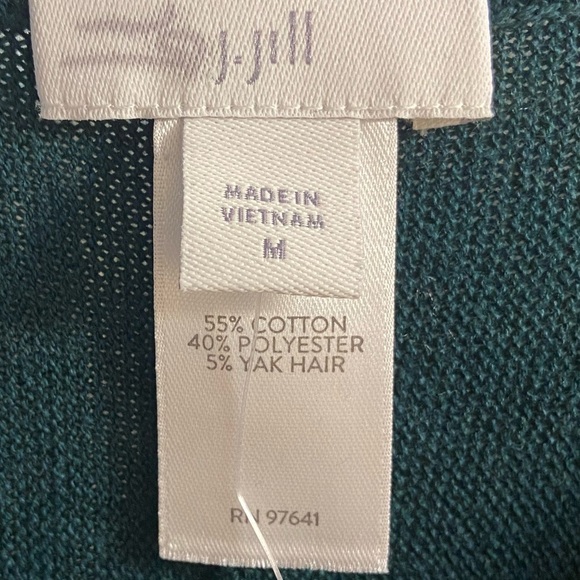 j.jill
MADE IN
VIETNAM
M
55% COTTON
40% POLYESTER
5% YAK HAIR
RN 97641